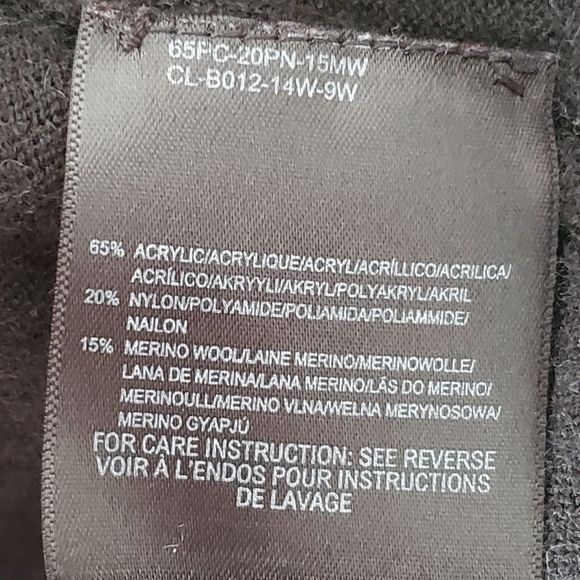 65PC-20PN-15MW
CL-B012-14W-9W
65% ACRYLIC/ACRYLIQUE/ACRYL/ACRÍLLICO/ACRILICA/
ACRÍLICO/AKRYYLI/AKRYL/POLYAKRYL/AKRIL
20% NYLON/POLYAMIDE/POLIAMIDA/POLIAMMIDE/
NAILON
15% MERINO WOOL/LAINE MERINO/MERINOWOLLE/
LANA DE MERINA/LANA MERINO/LÃS DO MERINO/
MERINOULL/MERINO VLNA/WELNA MERYNOSOWA/
MERINO GYAPJÚ
FOR CARE INSTRUCTION: SEE REVERSE
VOIR À L'ENDOS POUR INSTRUCTIONS
DE LAVAGE